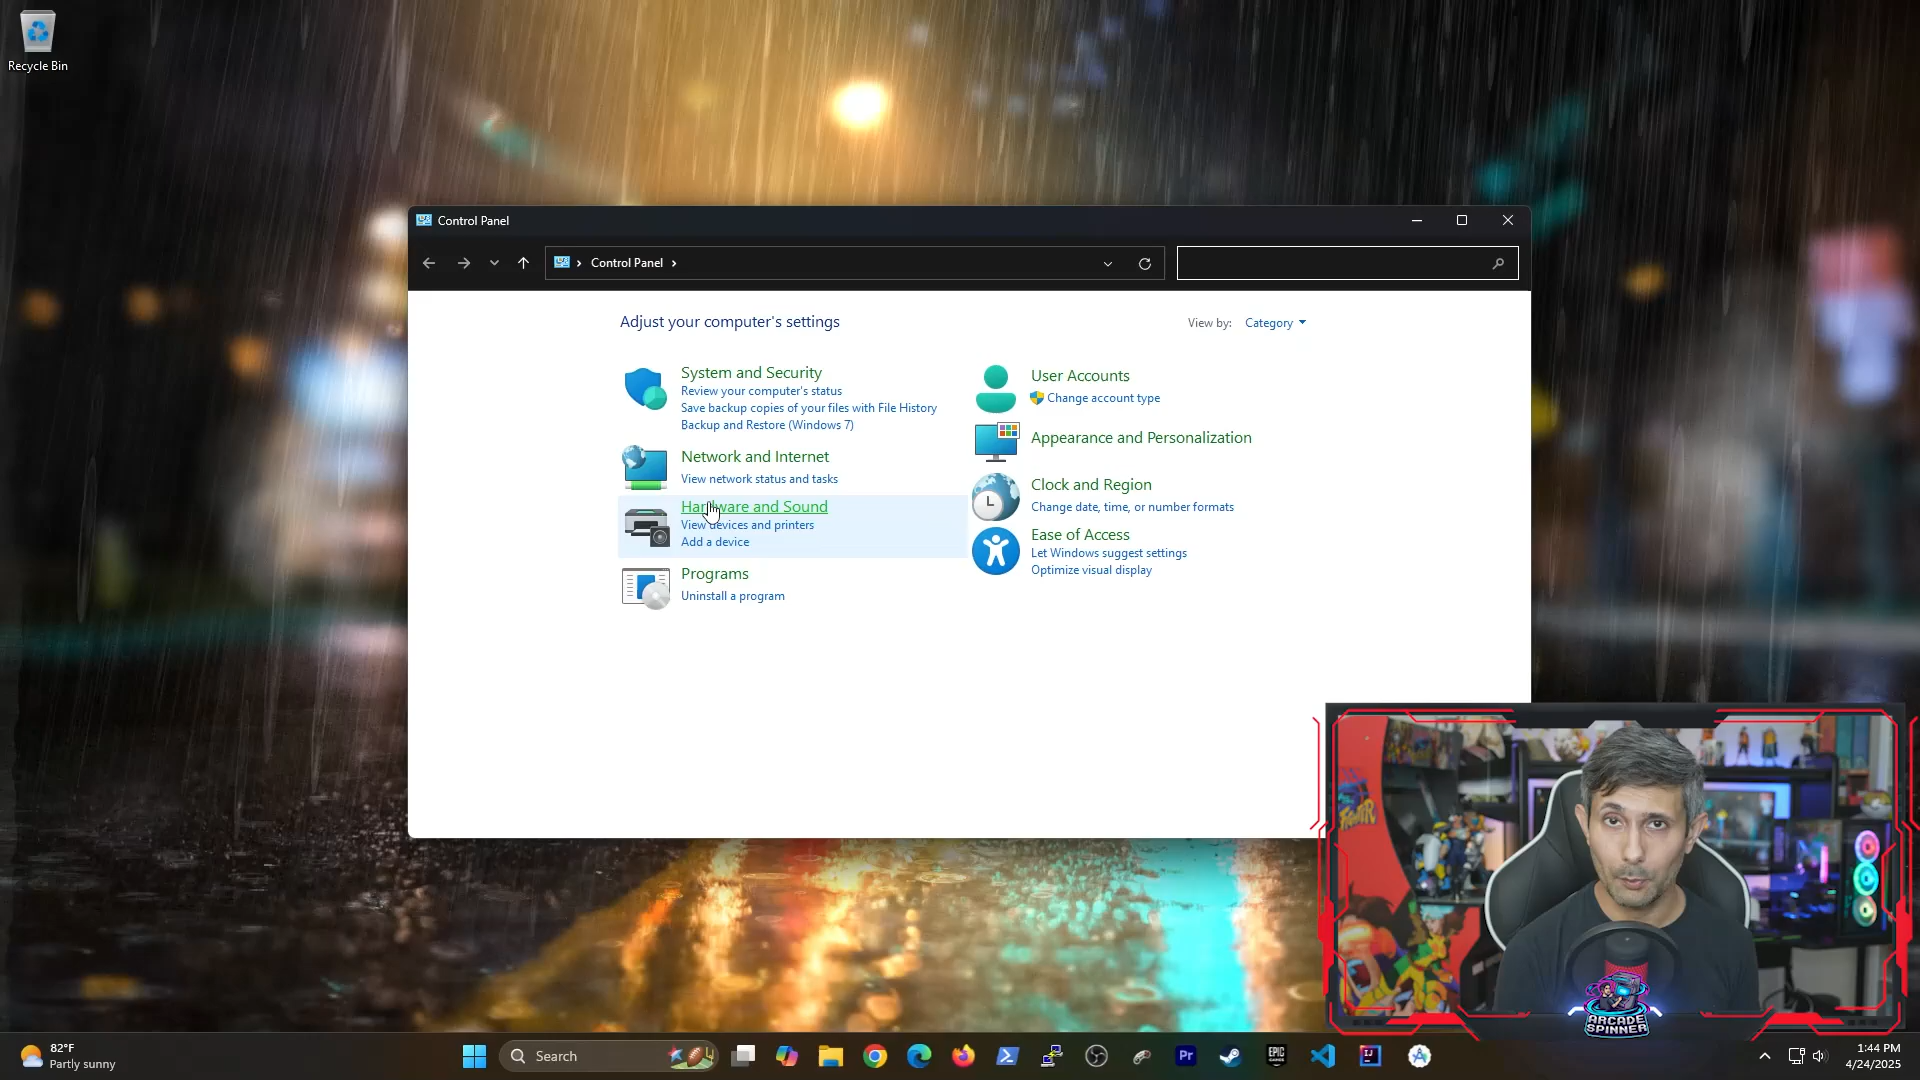 Recycle Bin
Control Panel
Control Panel
Adjust your computer's settings
View by: Category
System and Security
Review your computer's status
Save backup copies of your files with File History
Backup and Restore (Windows 7)
Network and Internet
View network status and tasks
Hardware and Sound
View devices and printers
Add a device
Programs
Uninstall a program
User Accounts
Change account type
Appearance and Personalization
Clock and Region
Change date, time, or number formats
Ease of Access
Let Windows suggest settings
Optimize visual display
ARCADE
SPINNER
82°F
Partly sunny
Search
Pr
EPIC
GAMES
IJ
1:44 PM
4/24/2025